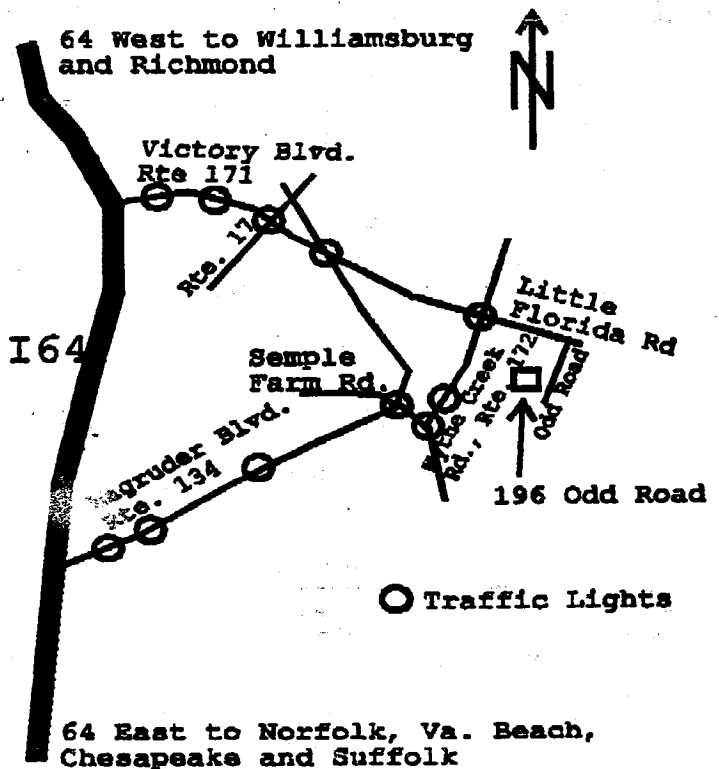 64 West to Williamsburg
and Richmond
N
Victory Blvd.
Rte 171
Rte. 17
Little
Florida Rd
I64
Semple
Farm Rd.
Creek
Rd., Rte. 172
Odd Road
Blvd.
Rte. 134
196 Odd Road
Traffic Lights
64 East to Norfolk, Va. Beach,
Chesapeake and Suffolk